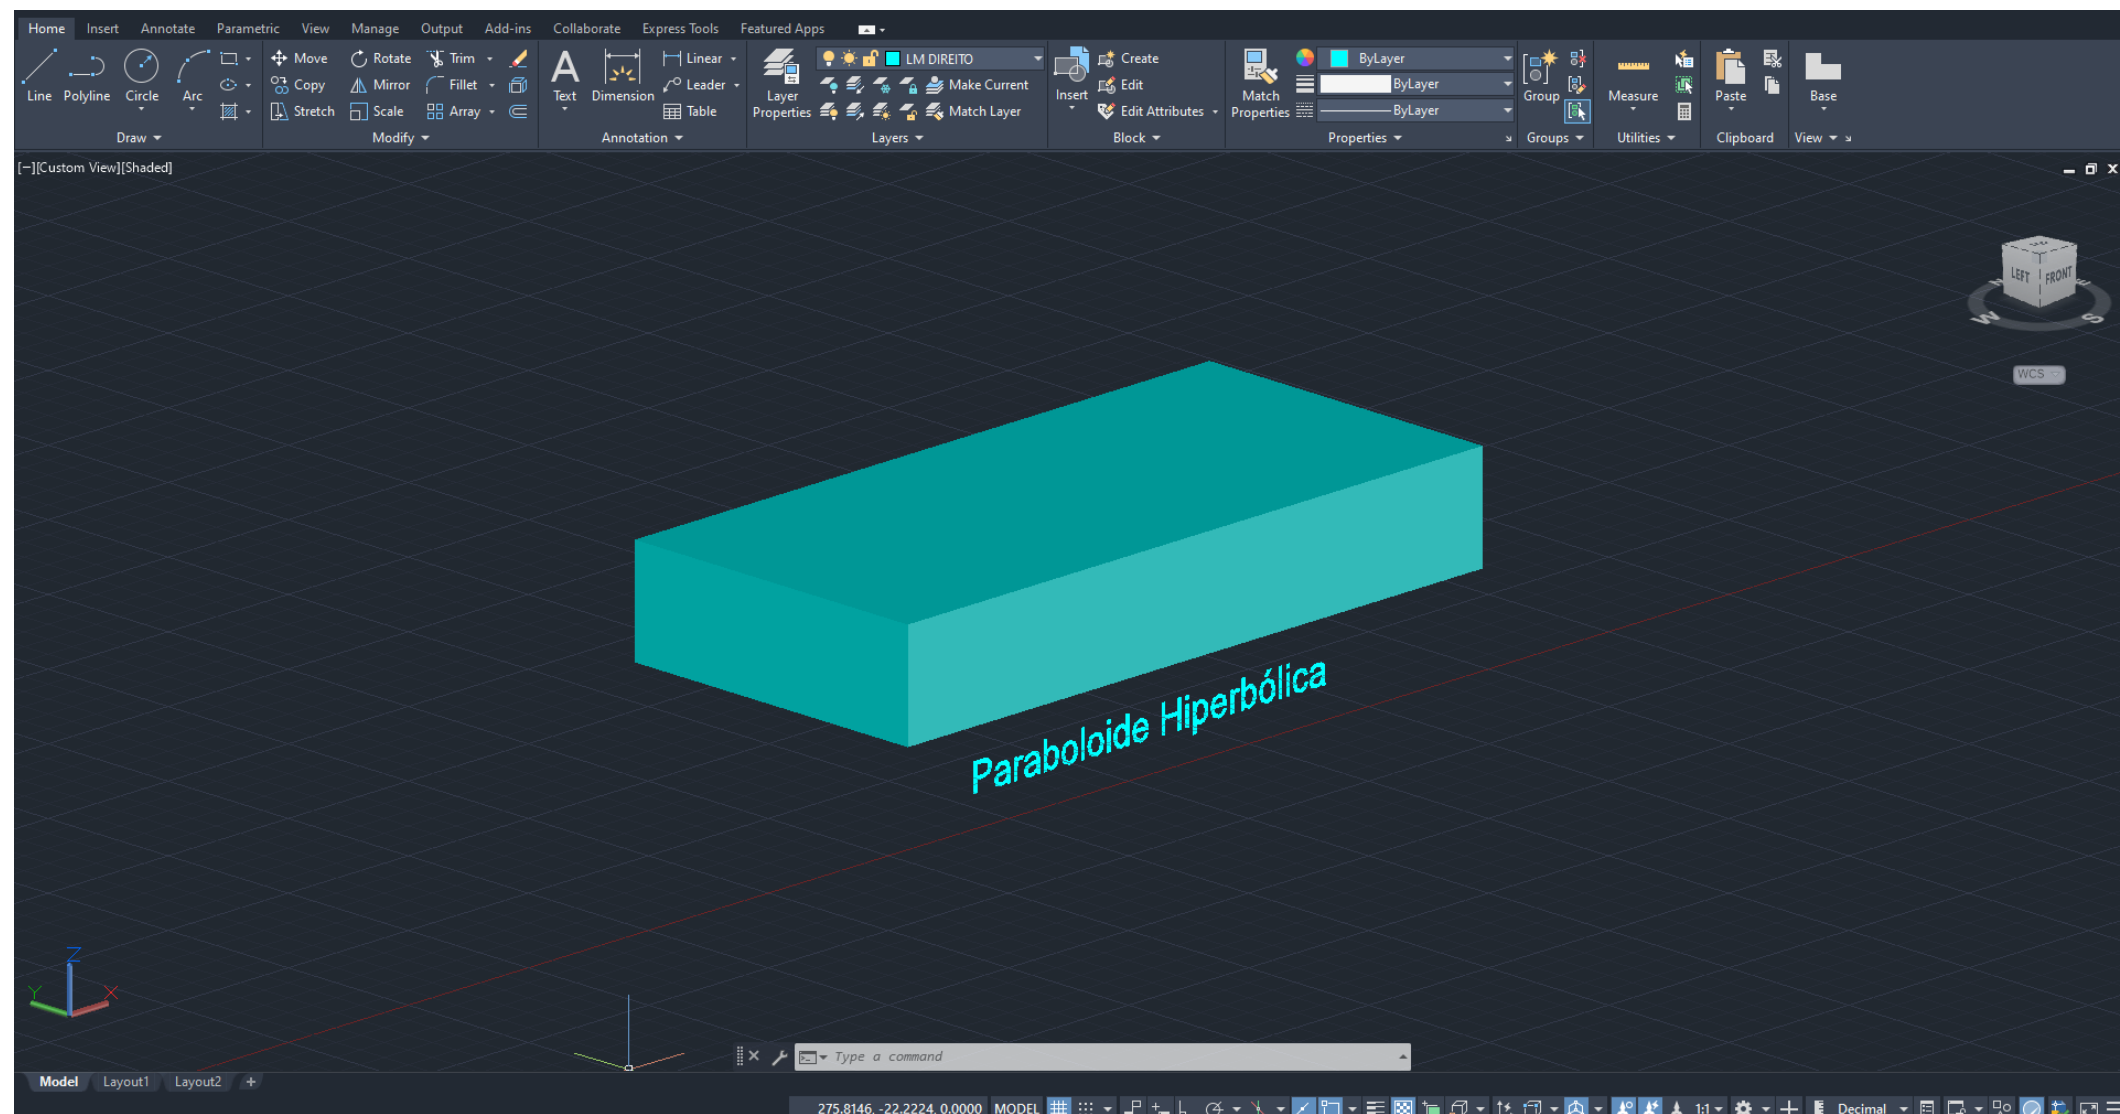 Home Insert Annotate Parametric View Manage Output Add-ins Collaborate Express Tools Featured Apps
Line Polyline Circle Arc
Draw
Move Rotate Trim
Copy Mirror Fillet
Stretch Scale Array
Modify
Text Dimension
Linear
Leader
Table
Annotation
Layer Properties
LM DIREITO
Make Current
Match Layer
Layers
Insert
Create
Edit
Edit Attributes
Block
Match Properties
ByLayer
ByLayer
ByLayer
Properties
Group
Groups
Measure
Utilities
Paste
Clipboard
Base
View
[−][Custom View][Shaded]
LEFT FRONT
W S
WCS
Paraboloide Hiperbólica
Z
Y X
Type a command
Model Layout1 Layout2 +
275.8146, -22.2224, 0.0000 MODEL 1:1 Decimal